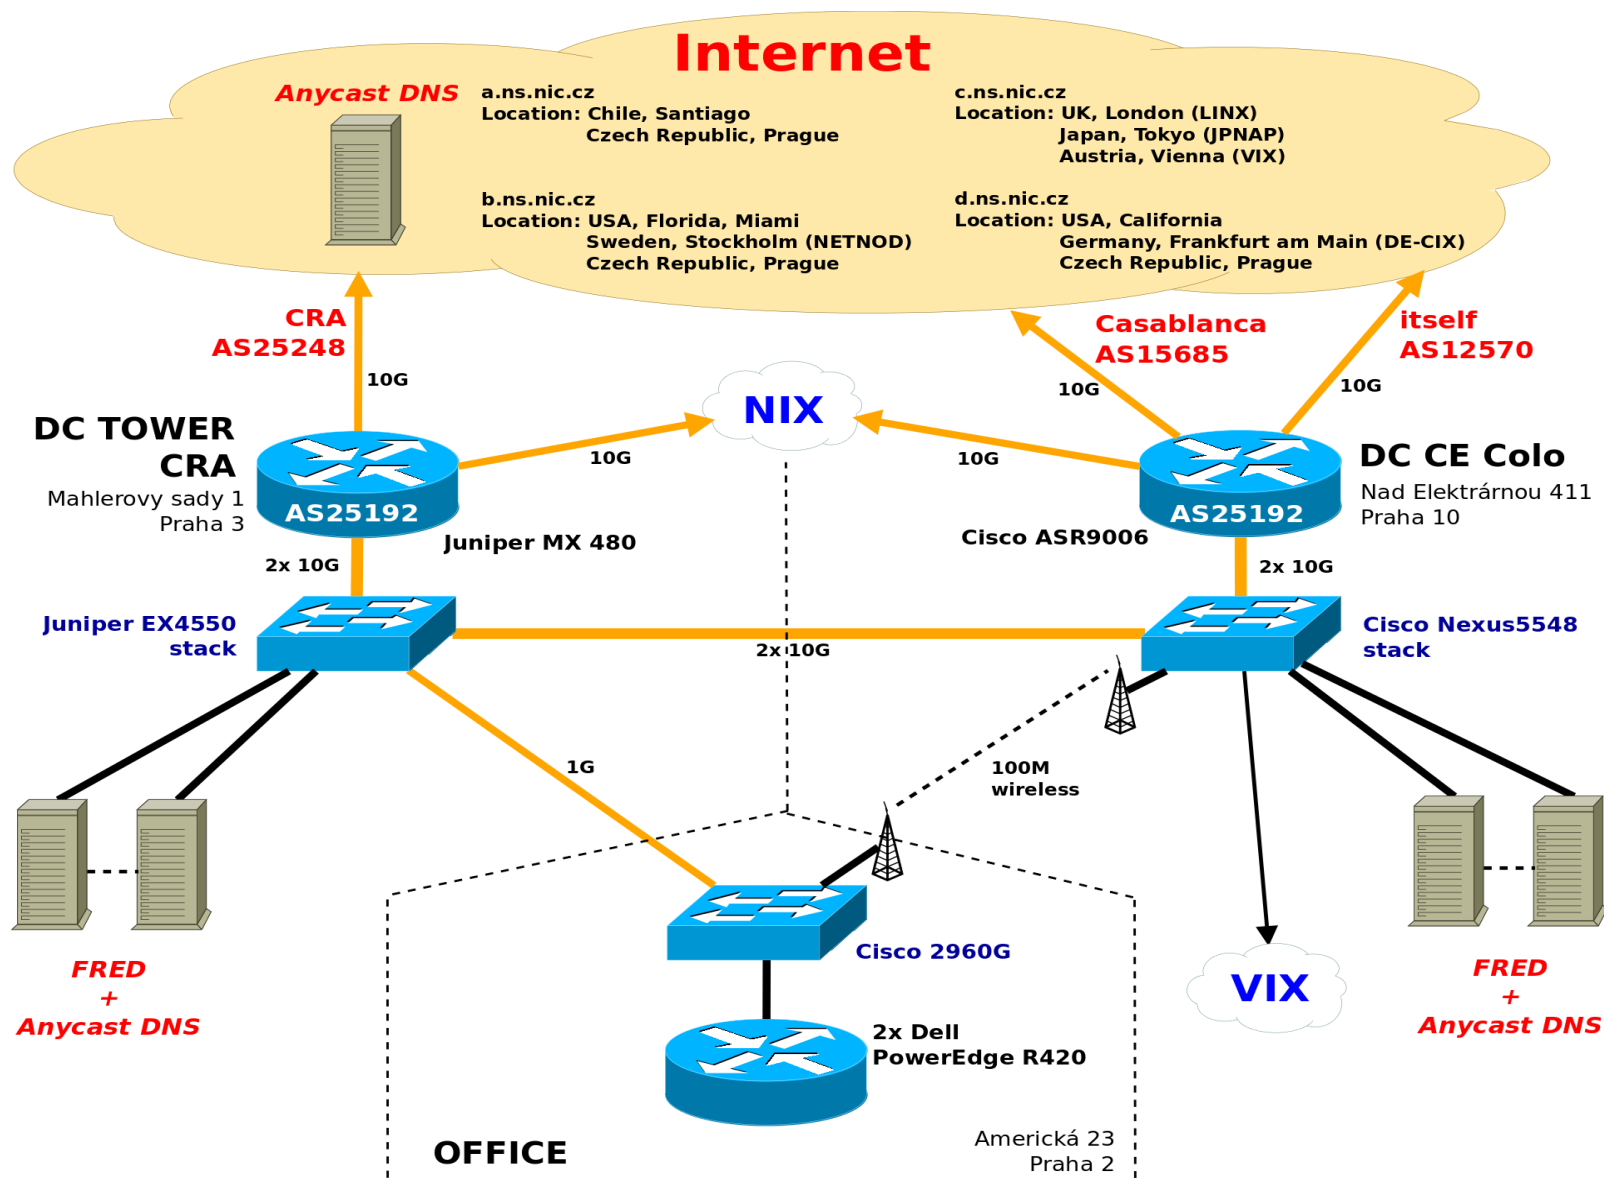 Internet
Anycast DNS
a.ns.nic.cz
Location: Chile, Santiago
Czech Republic, Prague
b.ns.nic.cz
Location: USA, Florida, Miami
Sweden, Stockholm (NETNOD)
Czech Republic, Prague
c.ns.nic.cz
Location: UK, London (LINX)
Japan, Tokyo (JPNAP)
Austria, Vienna (VIX)
d.ns.nic.cz
Location: USA, California
Germany, Frankfurt am Main (DE-CIX)
Czech Republic, Prague
CRA
AS25248
10G
Casablanca
AS15685
10G
itself
AS12570
10G
NIX
10G
10G
DC TOWER
CRA
Mahlerovy sady 1
Praha 3
AS25192
Juniper MX 480
DC CE Colo
Nad Elektrárnou 411
Praha 10
AS25192
Cisco ASR9006
2x 10G
2x 10G
Juniper EX4550
stack
2x 10G
Cisco Nexus5548
stack
1G
100M
wireless
FRED
+
Anycast DNS
Cisco 2960G
VIX
FRED
+
Anycast DNS
2x Dell
PowerEdge R420
OFFICE
Americká 23
Praha 2